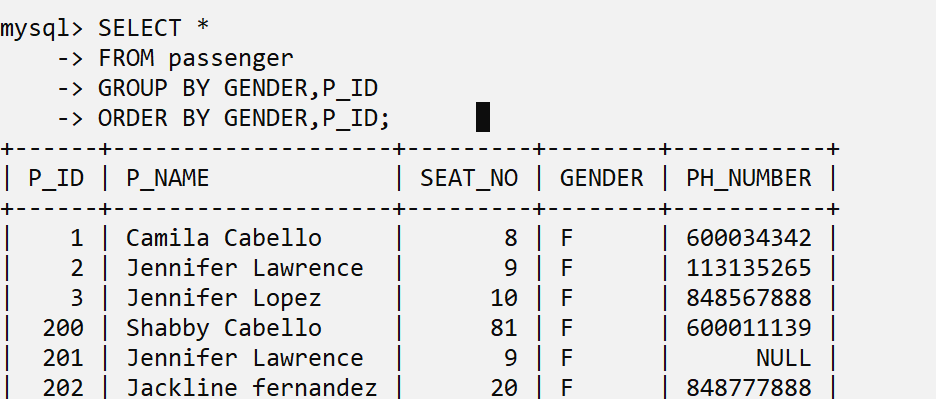 mysql> SELECT *
    -> FROM passenger
    -> GROUP BY GENDER,P_ID
    -> ORDER BY GENDER,P_ID;
+------+--------------------+---------+--------+-----------+
| P_ID | P_NAME             | SEAT_NO | GENDER | PH_NUMBER |
+------+--------------------+---------+--------+-----------+
|    1 | Camila Cabello     |       8 | F      | 600034342 |
|    2 | Jennifer Lawrence  |       9 | F      | 113135265 |
|    3 | Jennifer Lopez     |      10 | F      | 848567888 |
|  200 | Shabby Cabello     |      81 | F      | 600011139 |
|  201 | Jennifer Lawrence  |       9 | F      |      NULL |
|  202 | Jackline fernandez |      20 | F      | 848777888 |